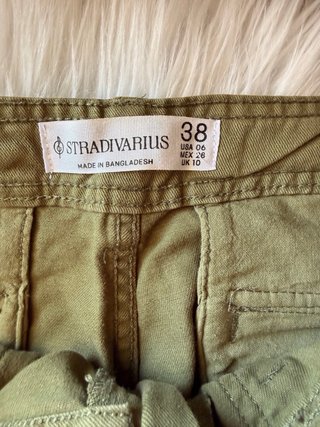 STRADIVARIUS
MADE IN BANGLADESH
38
USA 06
MEX 26
UK 10